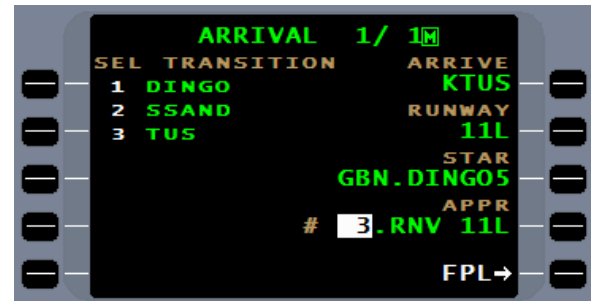 ARRIVAL 1/ 1M
SEL TRANSITION ARRIVE
1 DINGO KTUS
2 SSAND RUNWAY
3 TUS 11L
STAR
GBN.DINGO5
APPR
# 3.RNV 11L
FPL→